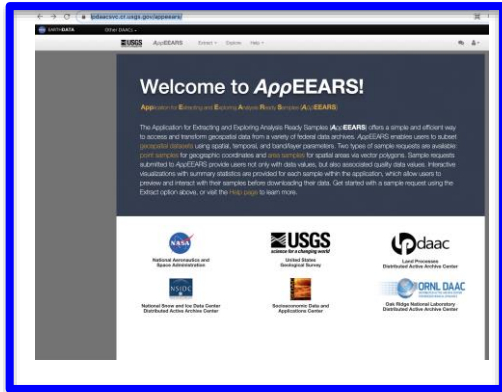 lpdaacsvc.cr.usgs.gov/appeears/
EARTHDATA Other DAACs
USGS AppEEARS Extract Explore Help
Welcome to AppEEARS!
Application for Extracting and Exploring Analysis Ready Samples (AppEEARS)
The Application for Extracting and Exploring Analysis Ready Samples (AppEEARS) offers a simple and efficient way
to access and transform geospatial data from a variety of federal data archives. AppEEARS enables users to subset
geospatial datasets using spatial, temporal, and band/layer parameters. Two types of sample requests are available:
point samples for geographic coordinates and area samples for spatial areas via vector polygons. Sample requests
submitted to AppEEARS provide users not only with data values, but also associated quality data values. Interactive
visualizations with summary statistics are provided for each sample within the application, which allow users to
preview and interact with their samples before downloading their data. Get started with a sample request using the
Extract option above, or visit the Help page to learn more.
NASA
National Aeronautics and
Space Administration
USGS
science for a changing world
United States
Geological Survey
lpdaac
Land Processes
Distributed Active Archive Center
NSIDC
National Snow and Ice Data Center
Distributed Active Archive Center
Socioeconomic Data and
Applications Center
ORNL DAAC
Oak Ridge National Laboratory
Distributed Active Archive Center